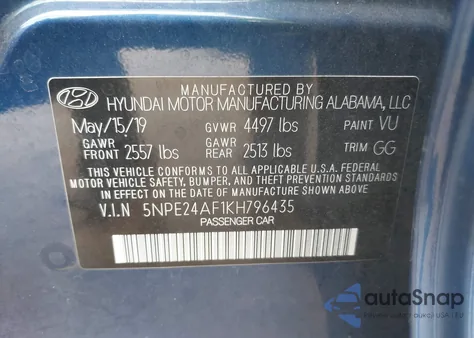 MANUFACTURED BY
HYUNDAI MOTOR MANUFACTURING ALABAMA, LLC
May/15/19 GVWR 4497 lbs PAINT VU
GAWR FRONT 2557 lbs GAWR REAR 2513 lbs TRIM GG
THIS VEHICLE CONFORMS TO ALL APPLICABLE U.S.A. FEDERAL
MOTOR VEHICLE SAFETY, BUMPER, AND THEFT PREVENTION STANDARDS
IN EFFECT ON THE DATE OF MANUFACTURE SHOWN ABOVE.
V.I.N 5NPE24AF1KH796435
PASSENGER CAR
autaSnap